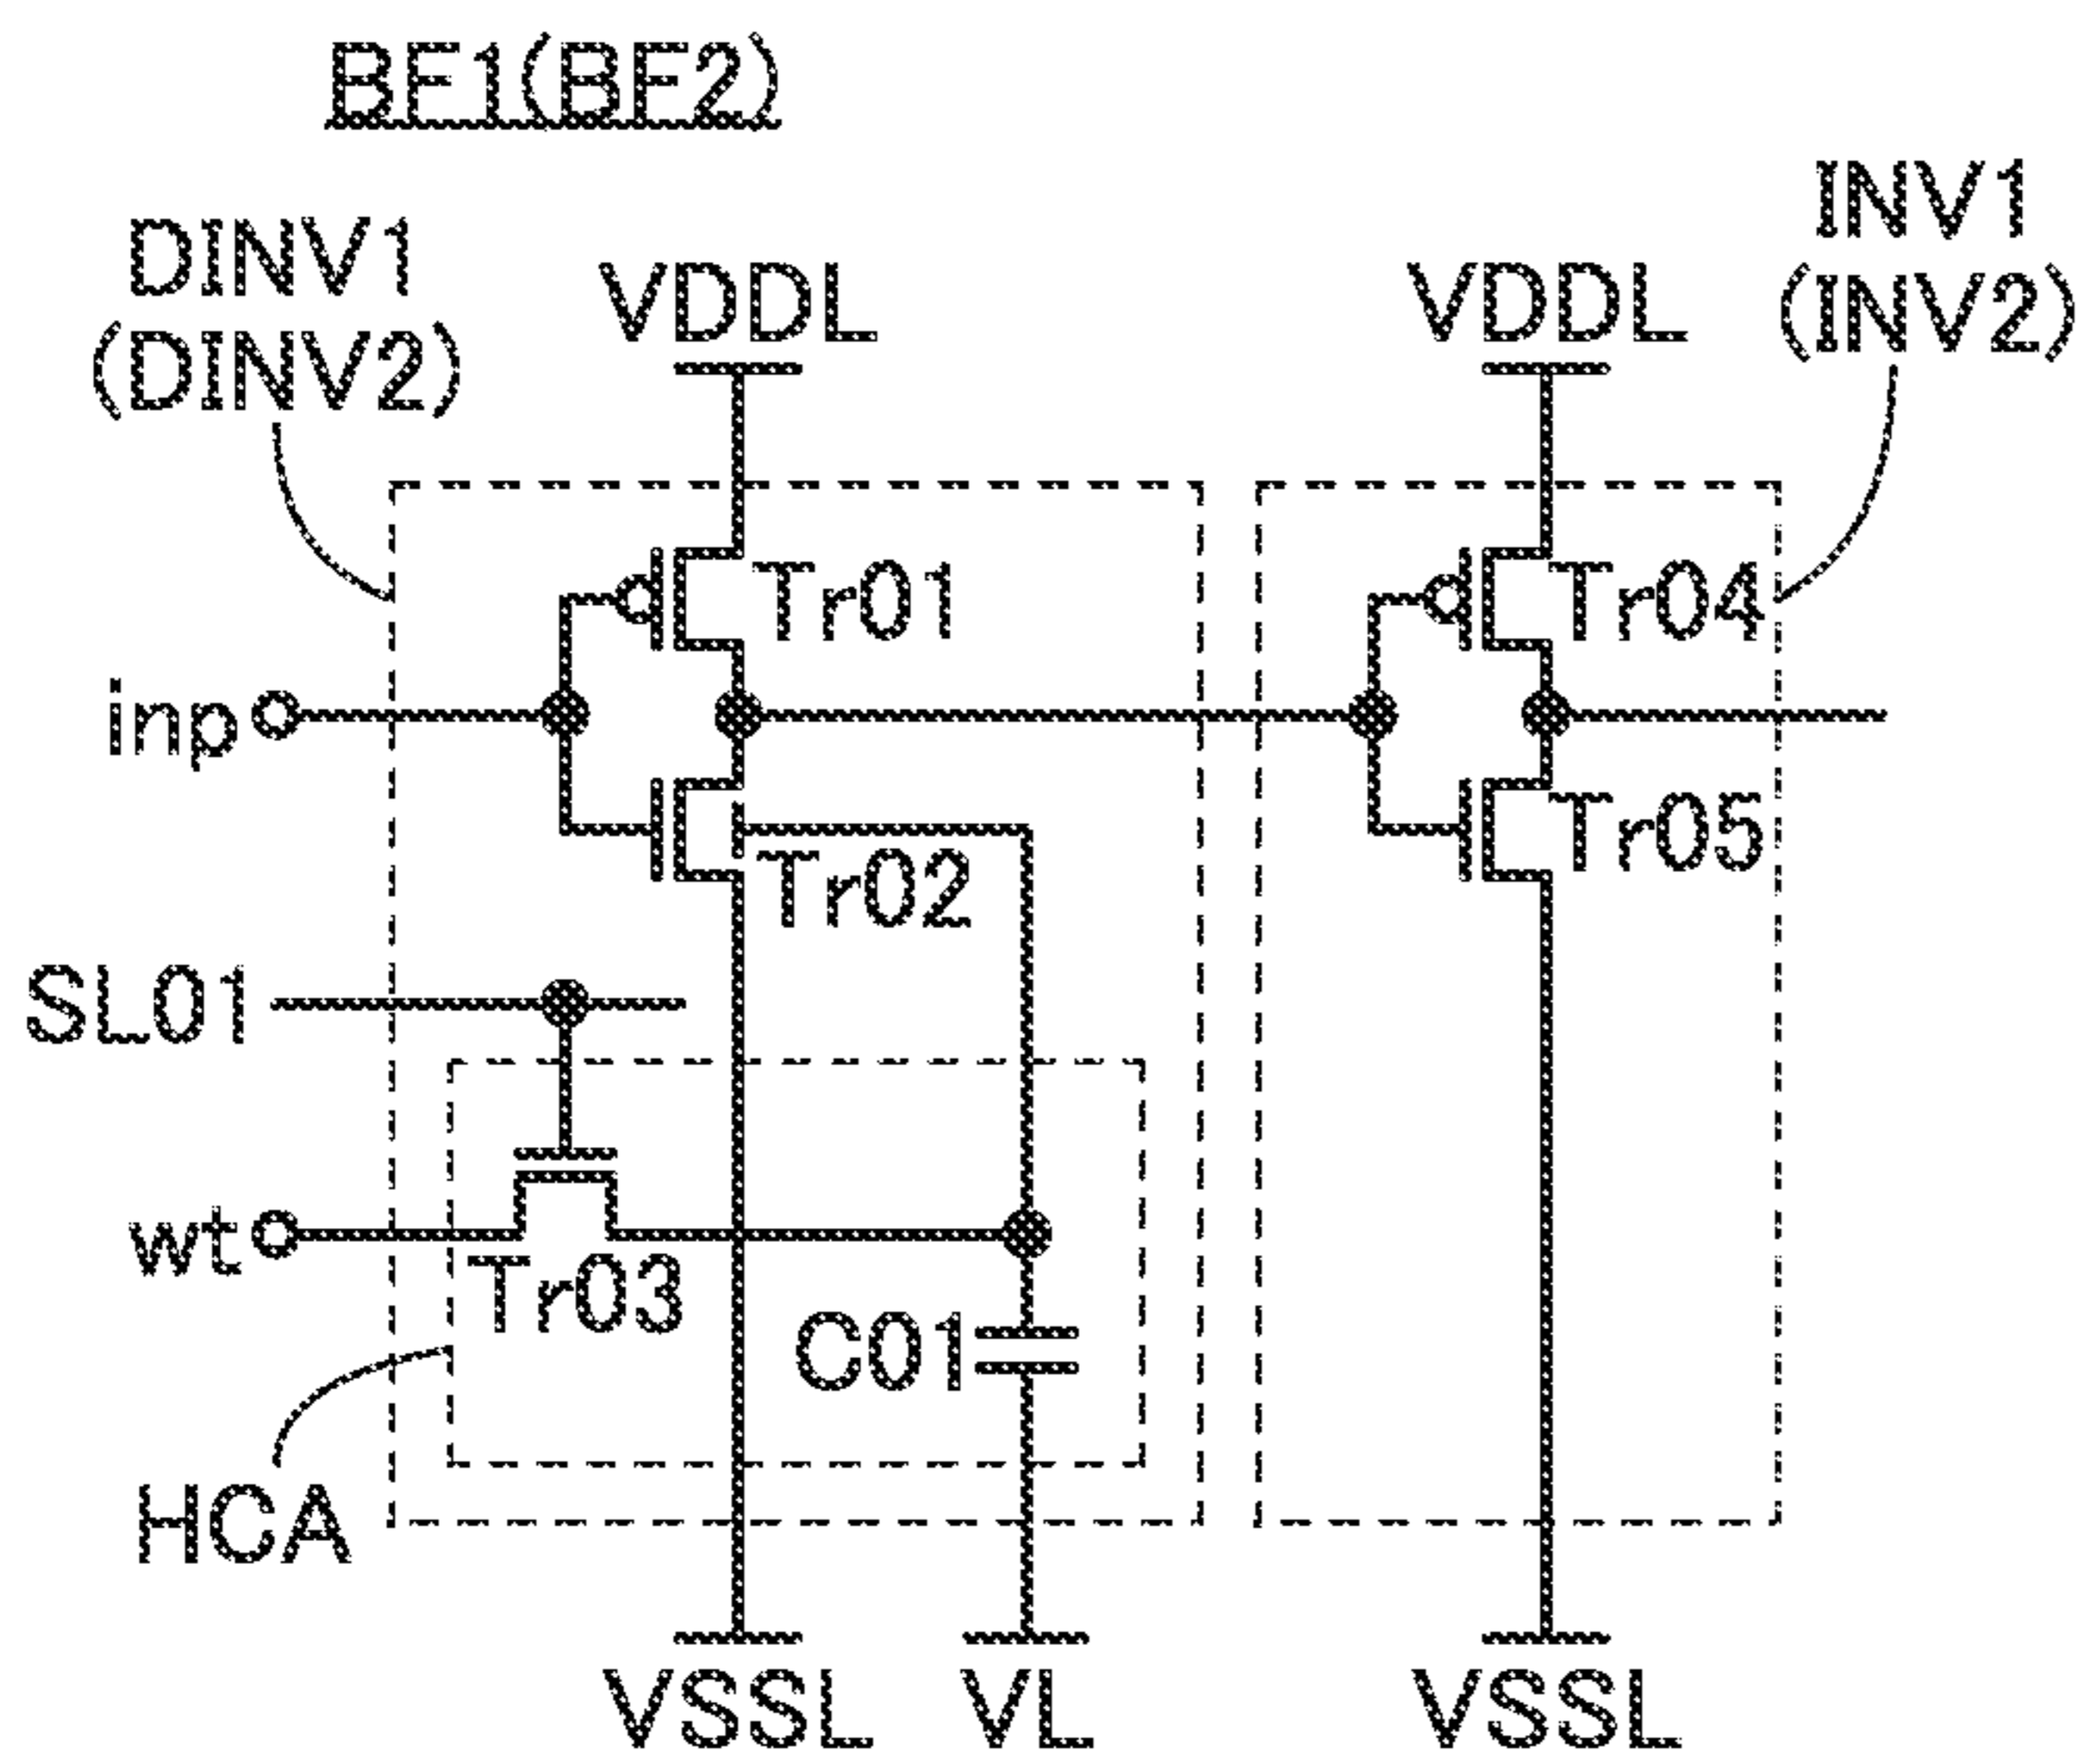 BF1(BF2)
DINV1
(DINV2)
VDDL
VDDL
INV1
(INV2)
Tr01
Tr04
inp
Tr02
Tr05
SL01
wt
Tr03
C01
HCA
VSSL
VL
VSSL